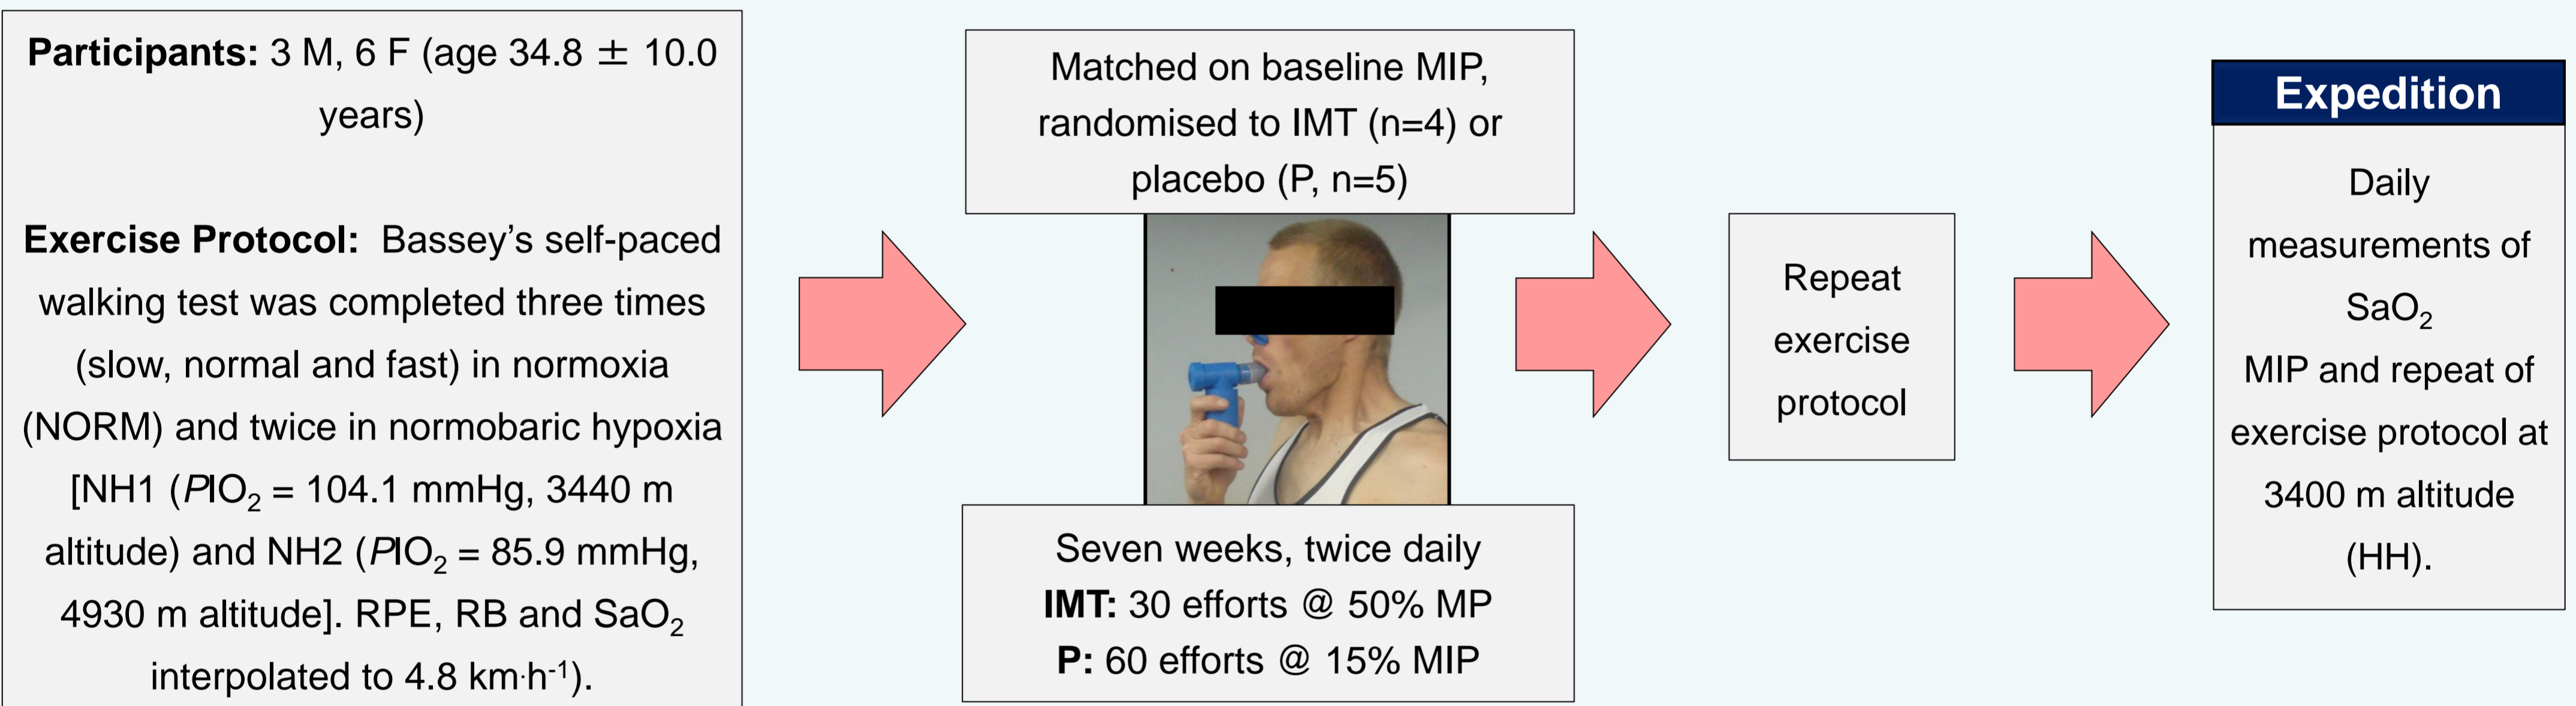 Participants: 3 M, 6 F (age 34.8 ± 10.0
years)
Exercise Protocol: Bassey's self-paced
walking test was completed three times
(slow, normal and fast) in normoxia
(NORM) and twice in normobaric hypoxia
[NH1 (PIO₂ = 104.1 mmHg, 3440 m
altitude) and NH2 (PIO₂ = 85.9 mmHg,
4930 m altitude]. RPE, RB and SaO₂
interpolated to 4.8 km·h⁻¹).
Matched on baseline MIP,
randomised to IMT (n=4) or
placebo (P, n=5)
Seven weeks, twice daily
IMT: 30 efforts @ 50% MP
P: 60 efforts @ 15% MIP
Repeat
exercise
protocol
Expedition
Daily
measurements of
SaO₂
MIP and repeat of
exercise protocol at
3400 m altitude
(HH).